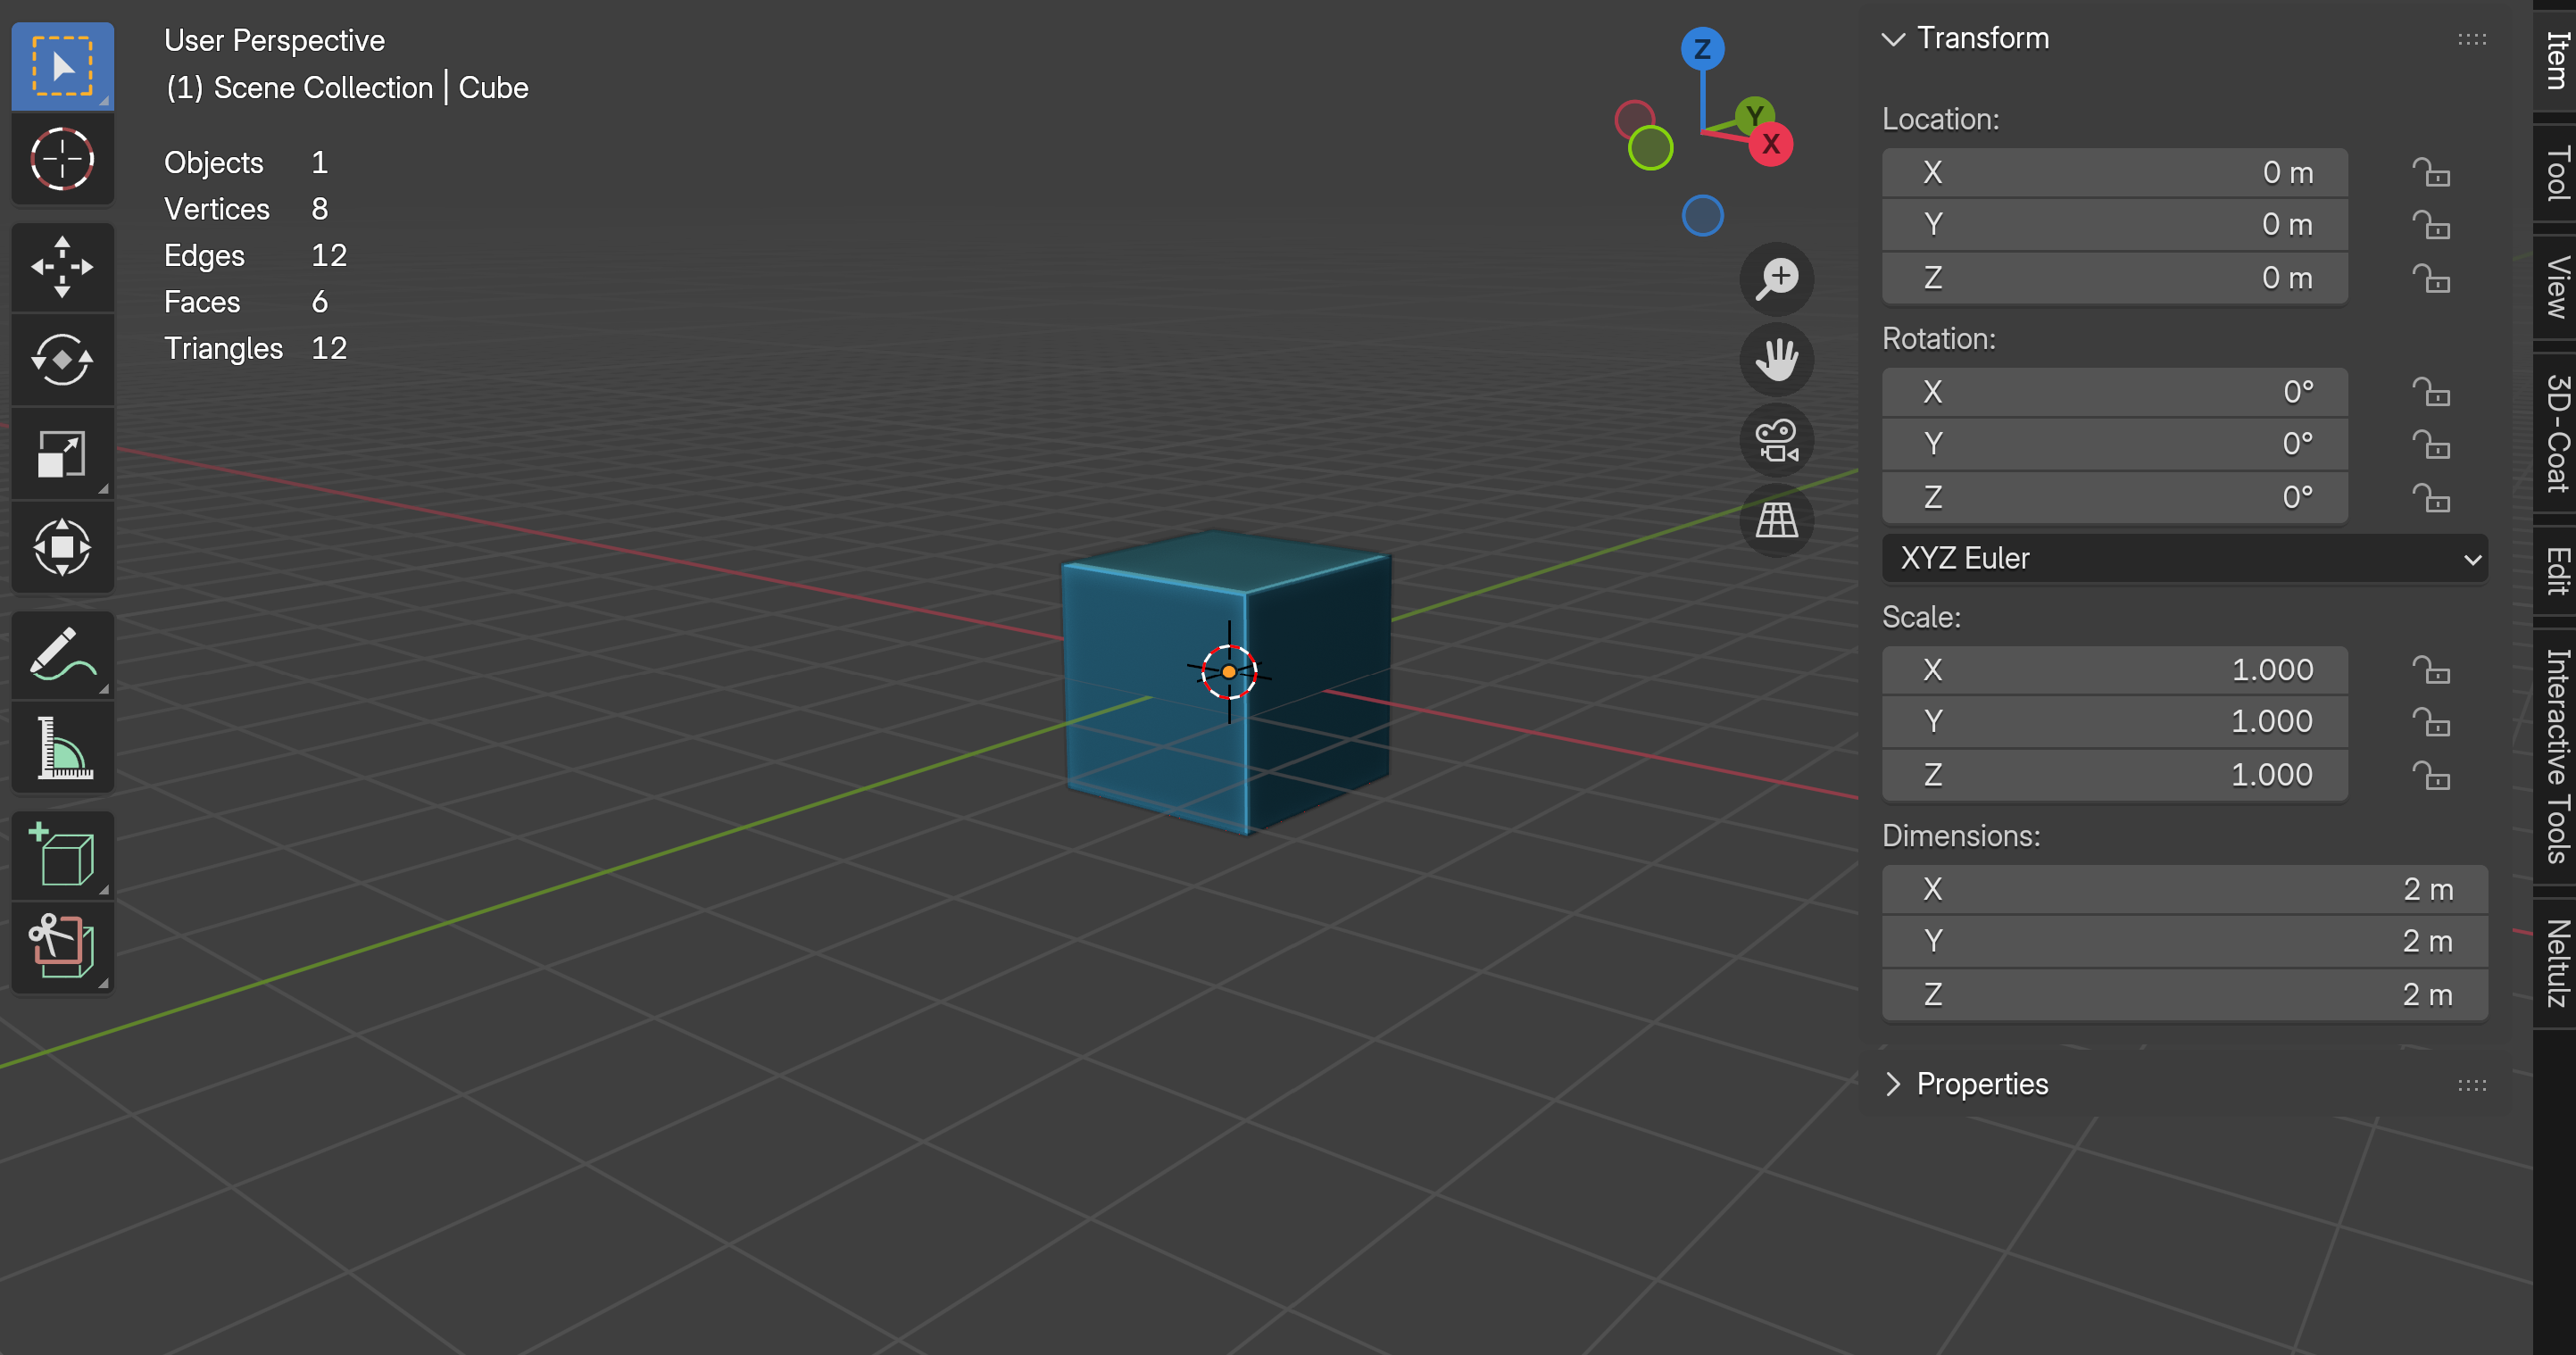 User Perspective
(1) Scene Collection | Cube
Objects 1
Vertices 8
Edges 12
Faces 6
Triangles 12
Z
Y
X
Transform
Location:
X 0 m
Y 0 m
Z 0 m
Rotation:
X 0°
Y 0°
Z 0°
XYZ Euler
Scale:
X 1.000
Y 1.000
Z 1.000
Dimensions:
X 2 m
Y 2 m
Z 2 m
Properties
Item
Tool
View
3D-Coat
Edit
Interactive Tools
Neltulz